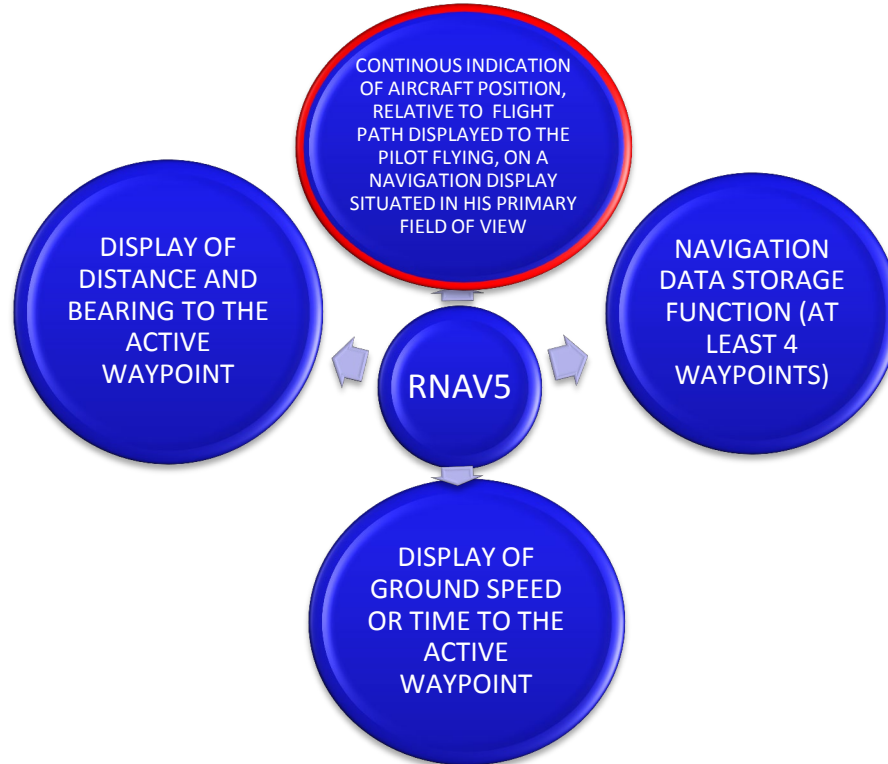 CONTINOUS INDICATION
OF AIRCRAFT POSITION,
RELATIVE TO FLIGHT
PATH DISPLAYED TO THE
PILOT FLYING, ON A
NAVIGATION DISPLAY
SITUATED IN HIS PRIMARY
FIELD OF VIEW
DISPLAY OF
DISTANCE AND
BEARING TO THE
ACTIVE
WAYPOINT
NAVIGATION
DATA STORAGE
FUNCTION (AT
LEAST 4
WAYPOINTS)
RNAV5
DISPLAY OF
GROUND SPEED
OR TIME TO THE
ACTIVE
WAYPOINT